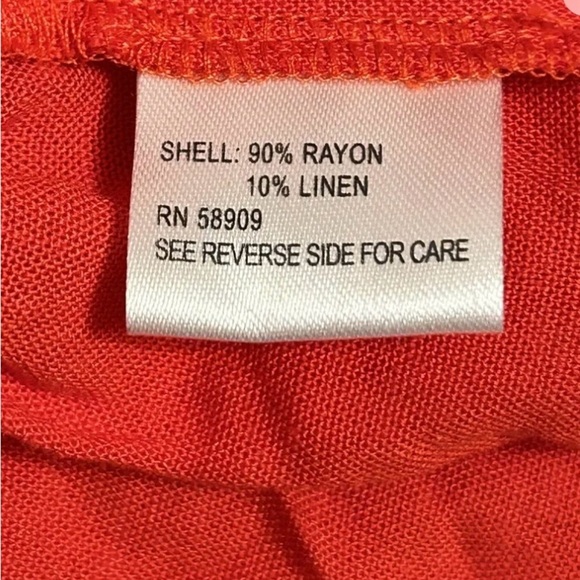 SHELL: 90% RAYON
10% LINEN
RN 58909
SEE REVERSE SIDE FOR CARE